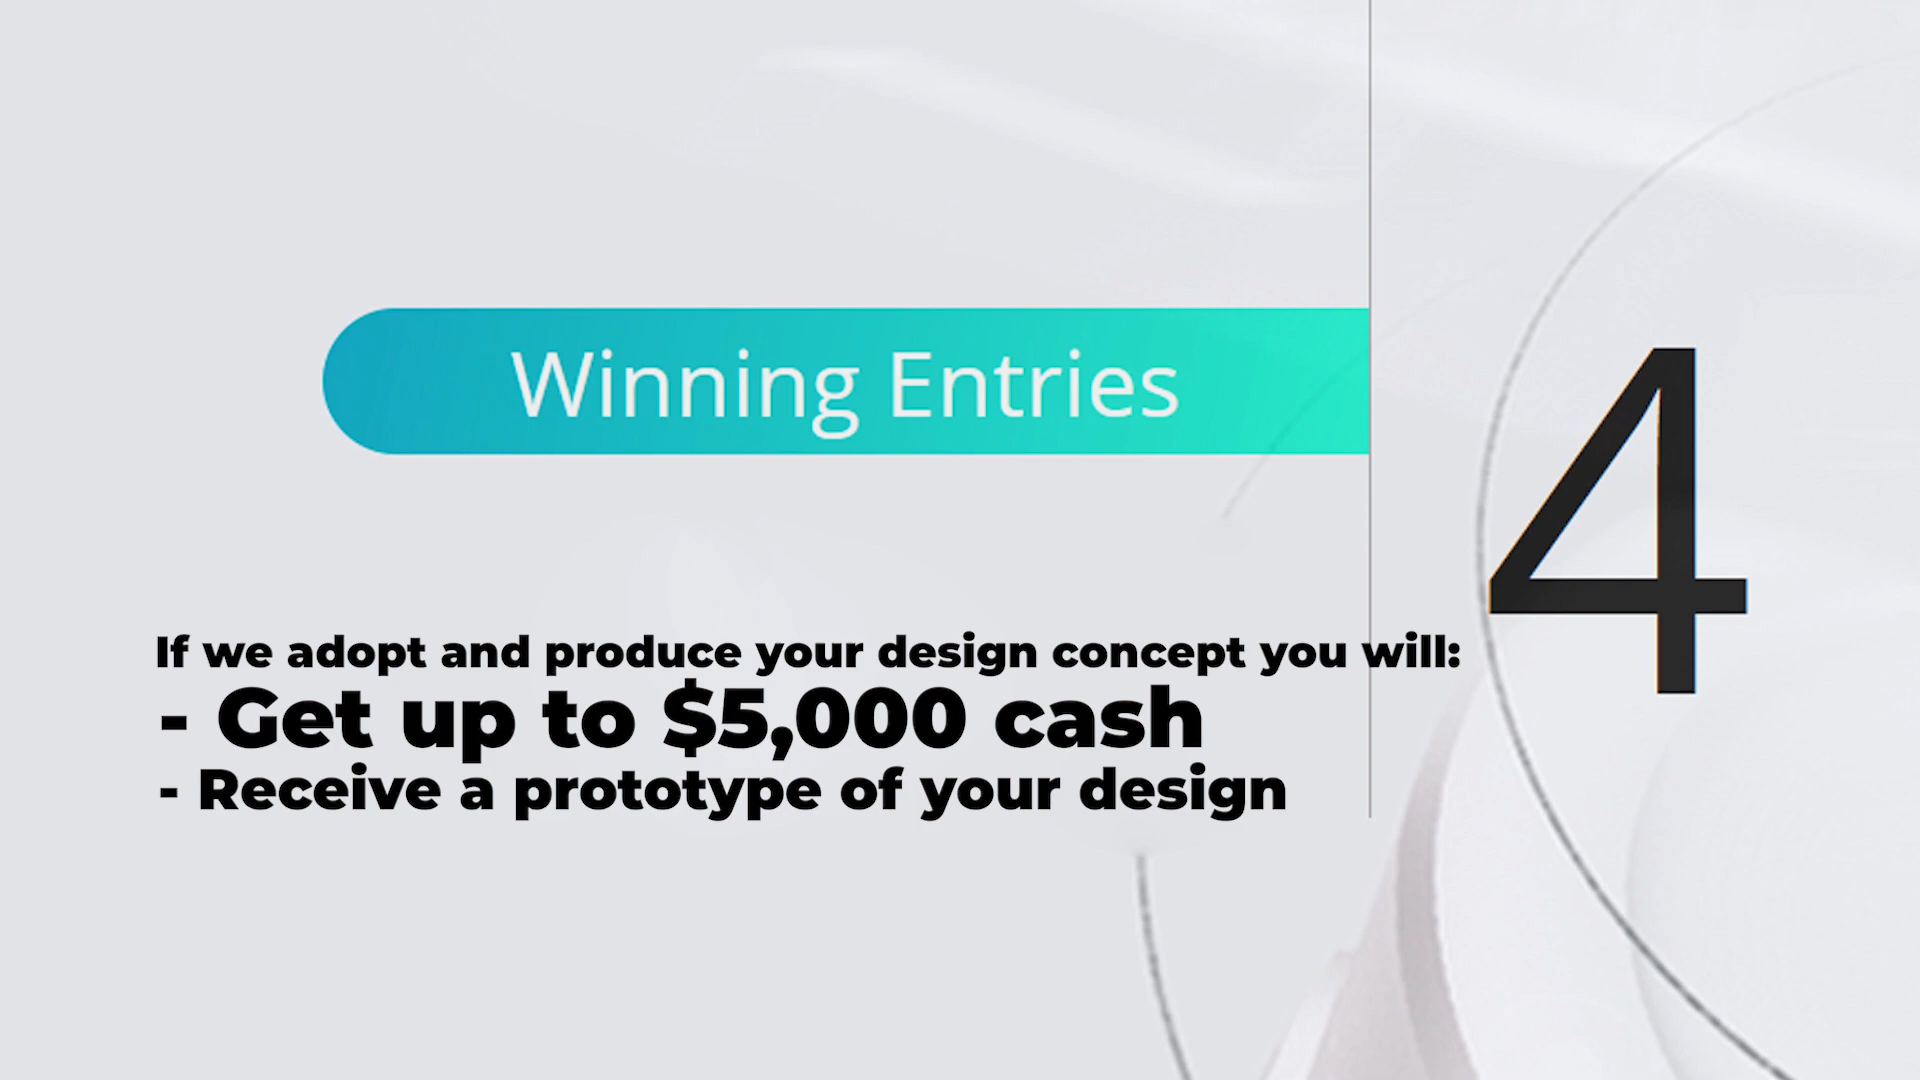 Winning Entries
4
If we adopt and produce your design concept you will:
- Get up to $5,000 cash
- Receive a prototype of your design